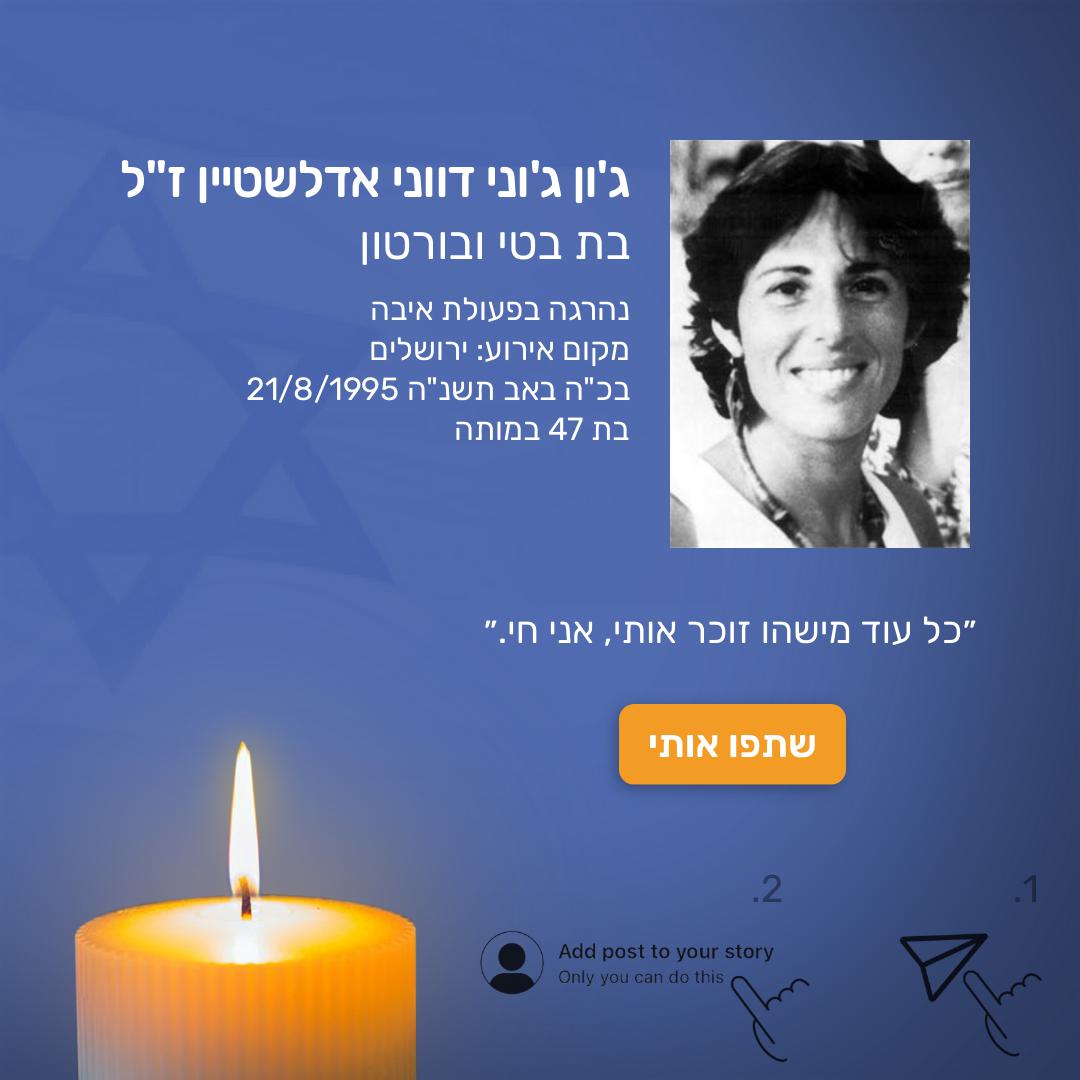 ג'ון ג'וני דווני אדלשטיין ז"ל
בת בטי ובורטון
נהרגה בפעולת איבה
מקום אירוע: ירושלים
בכ"ה באב תשנ"ה 21/8/1995
בת 47 במותה
״כל עוד מישהו זוכר אותי, אני חי.״
שתפו אותי
1.
2.
Add post to your story
Only you can do this